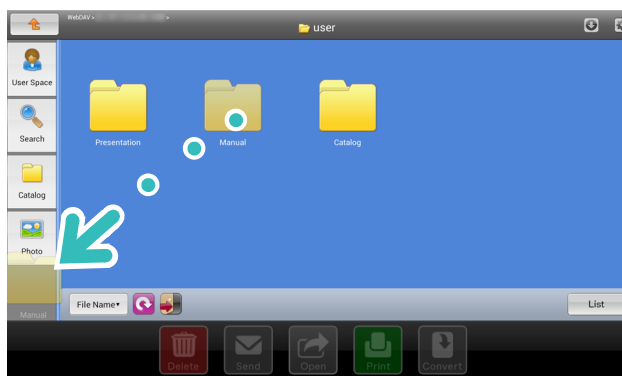 WebDAV »
»
user
User Space
Search
Catalog
Photo
Manual
Presentation
Manual
Catalog
File Name▾
List
Delete
Send
Open
Print
Convert